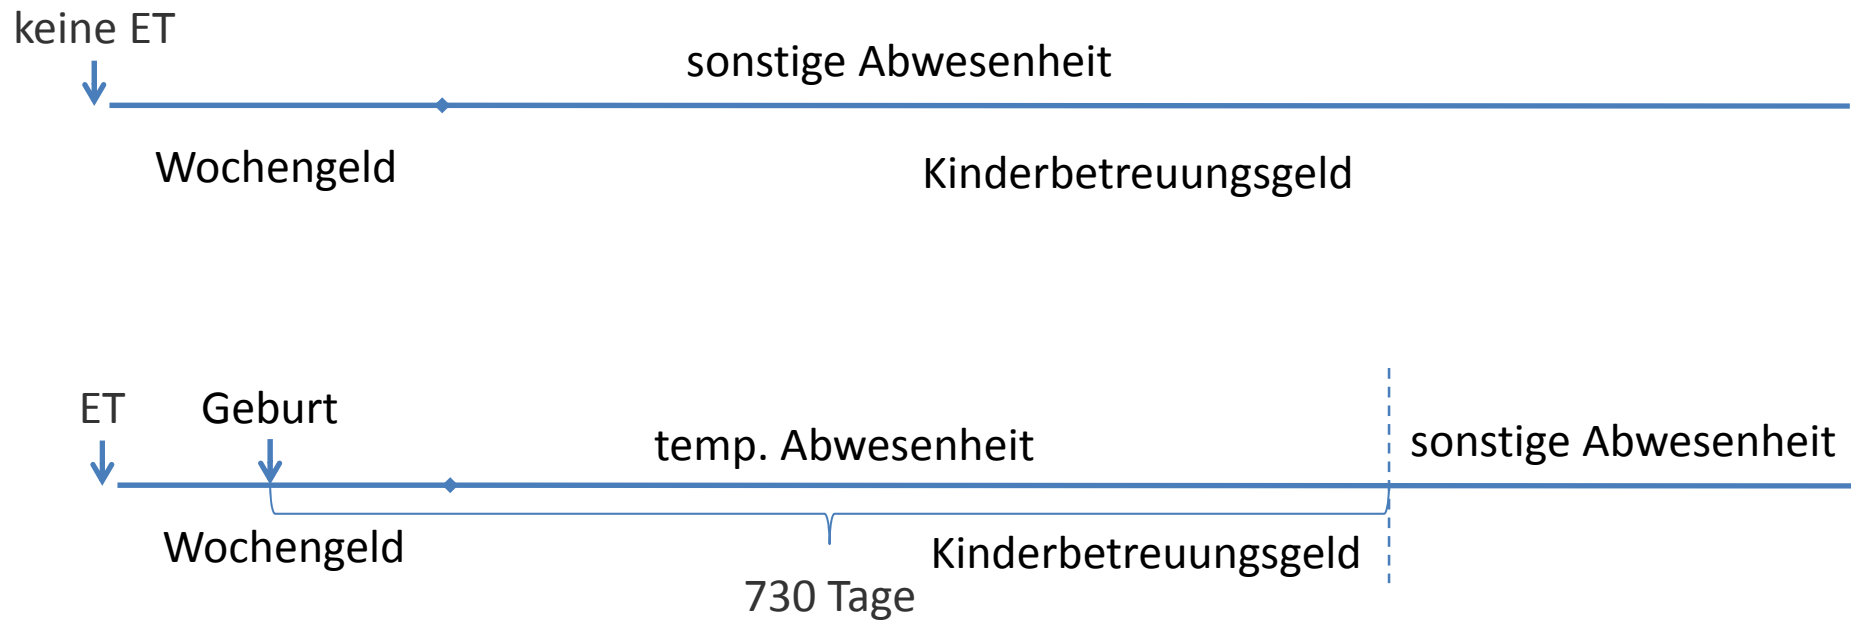 keine ET
sonstige Abwesenheit
Wochengeld
Kinderbetreuungsgeld
ET
Geburt
temp. Abwesenheit
sonstige Abwesenheit
Wochengeld
Kinderbetreuungsgeld
730 Tage